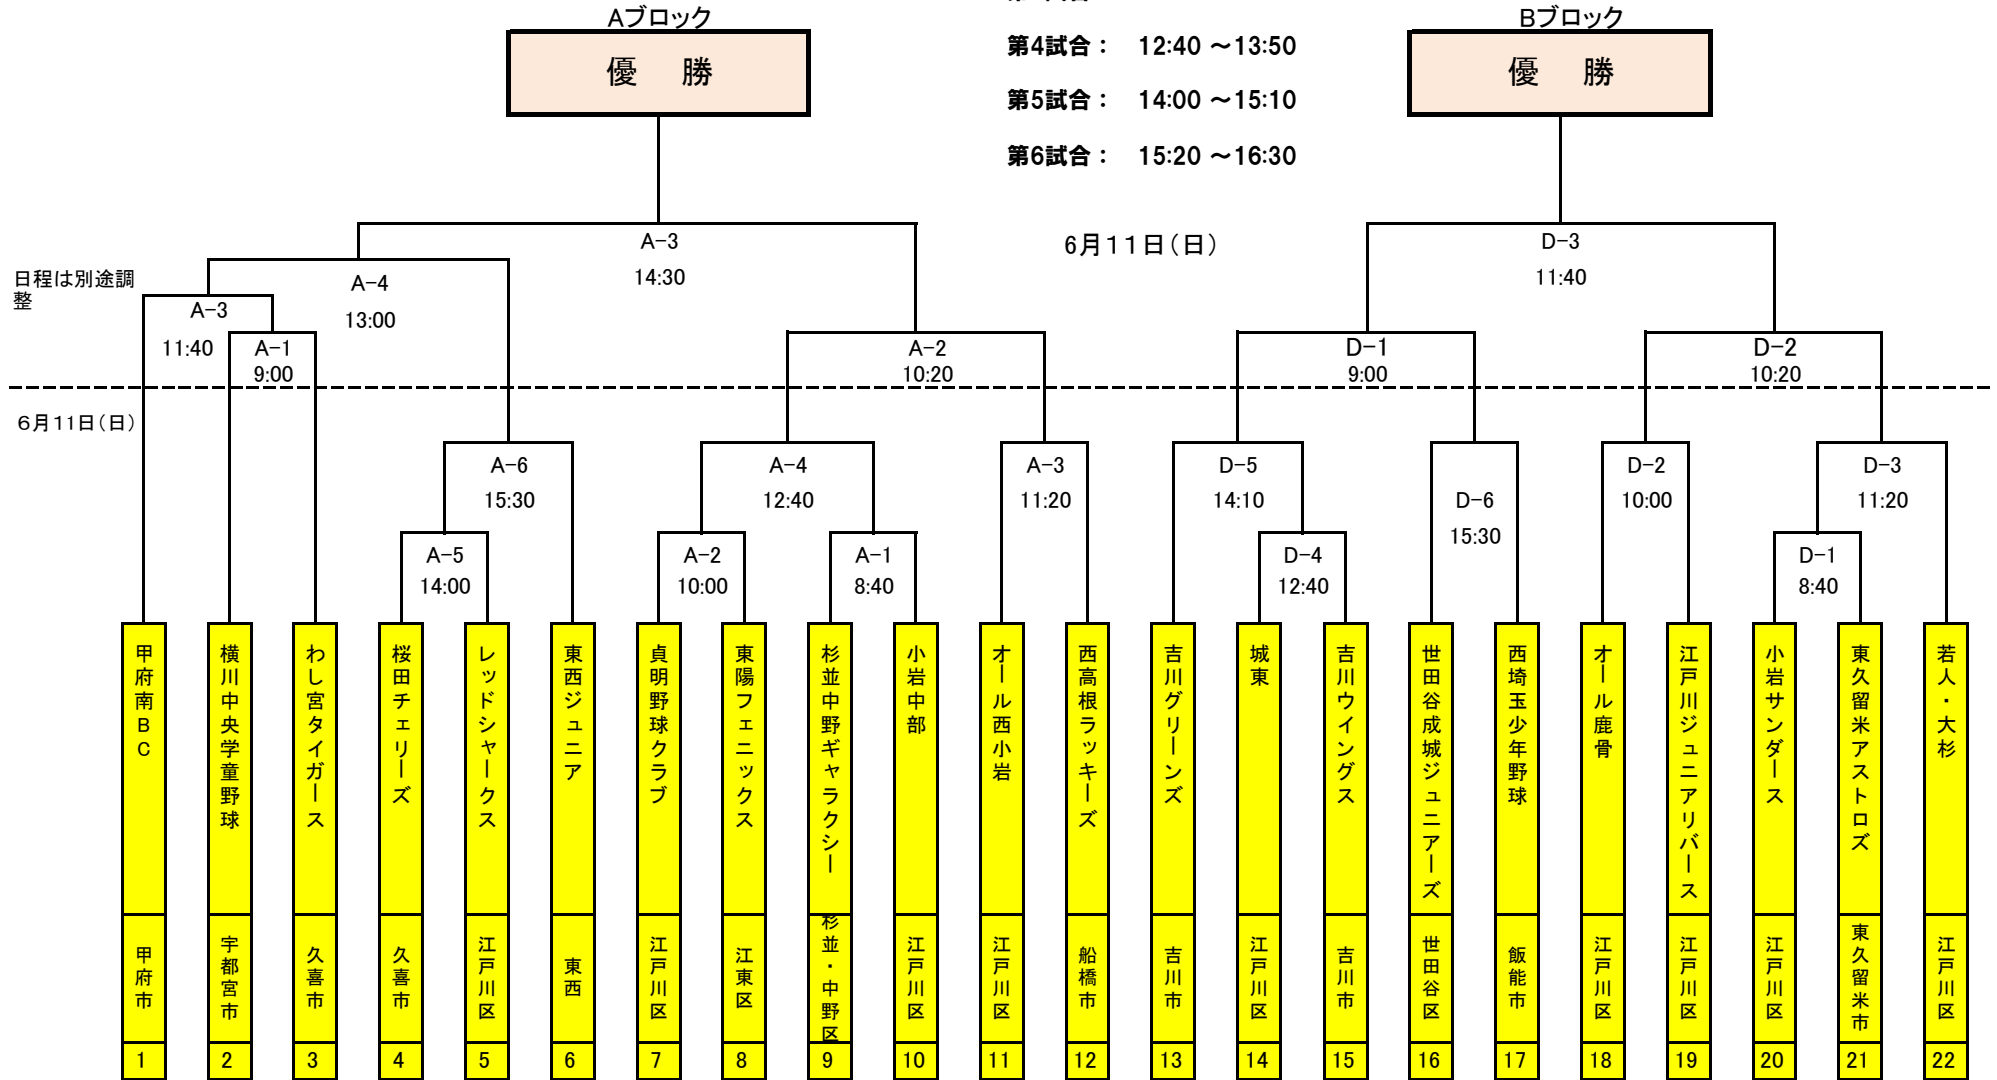 Aブロック
Bブロック
優　勝
優　勝
第4試合： 12:40 ～13:50
第5試合： 14:00 ～15:10
第6試合： 15:20 ～16:30
6月１１日（日）
A-3
14:30
D-3
11:40
日程は別途調
整
A-4
13:00
A-3
11:40
A-1
9:00
A-2
10:20
D-1
9:00
D-2
10:20
６月11日（日）
A-6
15:30
A-4
12:40
A-3
11:20
D-5
14:10
D-6
15:30
D-2
10:00
D-3
11:20
A-5
14:00
A-2
10:00
A-1
8:40
D-4
12:40
D-1
8:40
甲府南BC
横川中央学童野球
わし宮タイガース
桜田チェリーズ
レッドシャークス
東西ジュニア
貞明野球クラブ
東陽フェニックス
杉並中野ギャラクシー
小岩中部
オール西小岩
西高根ラッキーズ
吉川グリーンズ
城東
吉川ウイングス
世田谷成城ジュニアーズ
西埼玉少年野球
オール鹿骨
江戸川ジュニアリバース
小岩サンダース
東久留米アストロズ
若人・大杉
甲府市
宇都宮市
久喜市
久喜市
江戸川区
東西
江戸川区
江東区
杉並・中野区
江戸川区
江戸川区
船橋市
吉川市
江戸川区
吉川市
世田谷区
飯能市
江戸川区
江戸川区
江戸川区
東久留米市
江戸川区
1
2
3
4
5
6
7
8
9
10
11
12
13
14
15
16
17
18
19
20
21
22